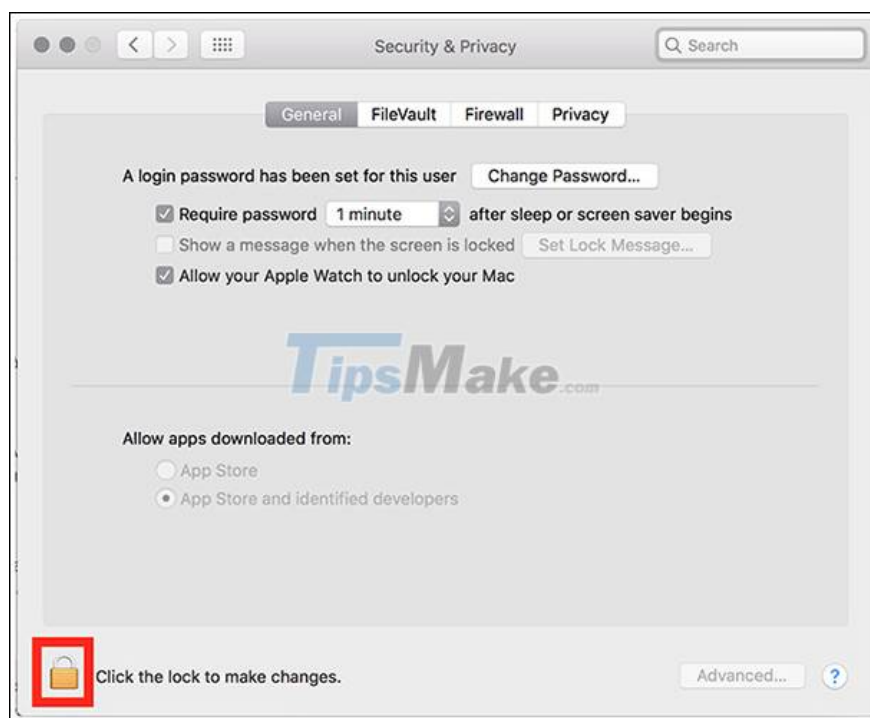 Security & Privacy
Search
General FileVault Firewall Privacy
A login password has been set for this user Change Password...
Require password 1 minute after sleep or screen saver begins
Show a message when the screen is locked Set Lock Message...
Allow your Apple Watch to unlock your Mac
TipsMake.com
Allow apps downloaded from:
App Store
App Store and identified developers
Click the lock to make changes.
Advanced... ?